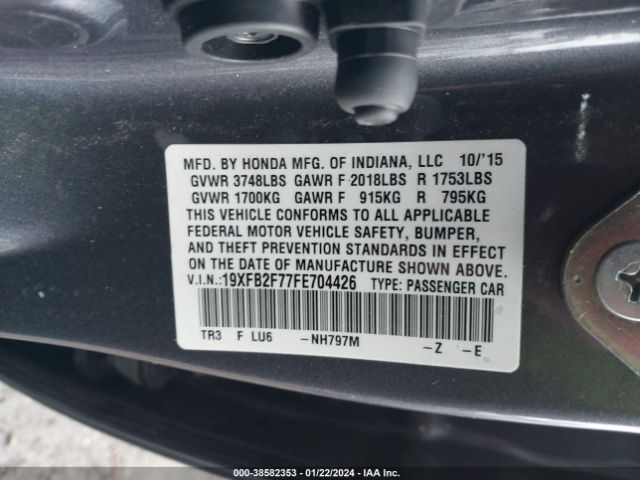 MFD. BY HONDA MFG. OF INDIANA, LLC 10/'15
GVWR 3748LBS GAWR F 2018LBS R 1753LBS
GVWR 1700KG GAWR F 915KG R 795KG
THIS VEHICLE CONFORMS TO ALL APPLICABLE
FEDERAL MOTOR VEHICLE SAFETY, BUMPER,
AND THEFT PREVENTION STANDARDS IN EFFECT
ON THE DATE OF MANUFACTURE SHOWN ABOVE.
V.I.N.:19XFB2F77FE704426 TYPE: PASSENGER CAR
TR3 F LU6 -NH797M -Z -E
000-38582353 - 01/22/2024 - IAA Inc.